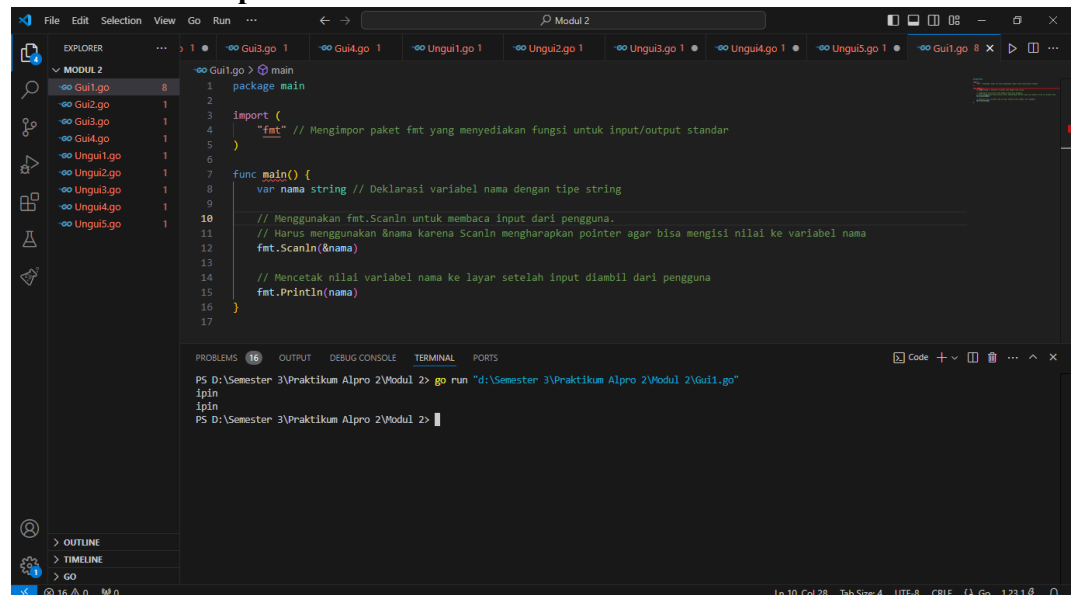 File Edit Selection View Go Run ··· Modul 2
EXPLORER ··· 1 Gui3.go 1 Gui4.go 1 Ungui1.go 1 Ungui2.go 1 Ungui3.go 1 Ungui4.go 1 Ungui5.go 1 Gui1.go 8
MODUL 2
Gui1.go 8
Gui2.go 1
Gui3.go 1
Gui4.go 1
Ungui1.go 1
Ungui2.go 1
Ungui3.go 1
Ungui4.go 1
Ungui5.go 1
Gui1.go > main
1 package main
2
3 import (
4 "fmt" // Mengimpor paket fmt yang menyediakan fungsi untuk input/output standar
5 )
6
7 func main() {
8 var nama string // Deklarasi variabel nama dengan tipe string
9
10 // Menggunakan fmt.Scanln untuk membaca input dari pengguna.
11 // Harus menggunakan &nama karena Scanln mengharapkan pointer agar bisa mengisi nilai ke variabel nama
12 fmt.Scanln(&nama)
13
14 // Mencetak nilai variabel nama ke layar setelah input diambil dari pengguna
15 fmt.Println(nama)
16 }
17
PROBLEMS 16 OUTPUT DEBUG CONSOLE TERMINAL PORTS Code
PS D:\Semester 3\Praktikum Alpro 2\Modul 2> go run "d:\Semester 3\Praktikum Alpro 2\Modul 2\Gui1.go"
ipin
ipin
PS D:\Semester 3\Praktikum Alpro 2\Modul 2>
> OUTLINE
> TIMELINE
> GO
16 0 0 Ln 10, Col 28 Tab Size: 4 UTF-8 CRLF Go 1.23.1